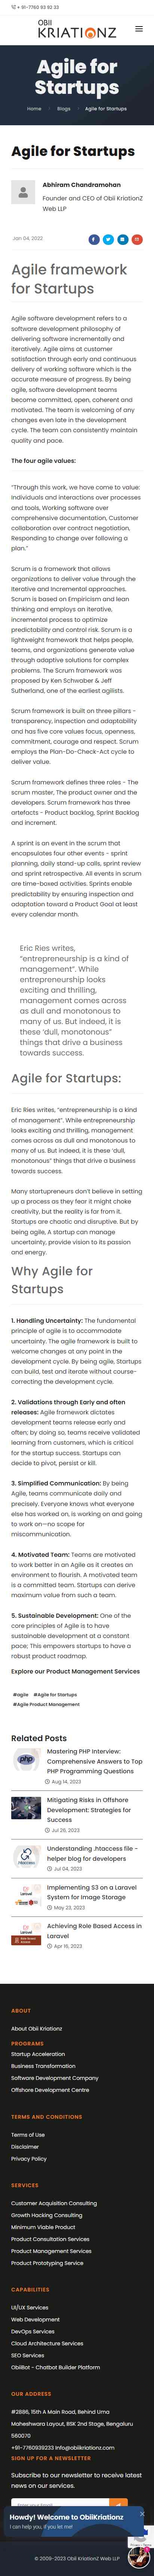 + 91-7760 93 92 33
OBII
KRIATIONZ
Agile for
Startups
Home
Blogs
Agile for Startups
Agile for Startups
Abhiram Chandramohan
Founder and CEO of Obii KriationZ
Web LLP
Jan 04, 2022
Agile framework
for Startups
Agile software development refers to a
software development philosophy of
delivering software incrementally and
iteratively. Agile aims at customer
satisfaction through early and continuous
delivery of working software which is the
accurate measure of progress. By being
agile, software development teams
become committed, open, coherent and
motivated. The team is welcoming of any
changes even late in the development
cycle. The team can consistently maintain
quality and pace.
The four agile values:
"Through this work, we have come to value:
Individuals and interactions over processes
and tools, Working software over
comprehensive documentation, Customer
collaboration over contract negotiation,
Responding to change over following a
plan."
Scrum is a framework that allows
organizations to deliver value through the
iterative and incremental approaches.
Scrum is based on Empiricism and lean
thinking and employs an iterative,
incremental process to optimize
predictability and control risk. Scrum is a
lightweight framework that helps people,
teams, and organizations generate value
through adaptive solutions for complex
problems. The Scrum framework was
proposed by Ken Schwaber & Jeff
Sutherland, one of the earliest agilists.
Scrum framework is built on three pillars -
transparency, inspection and adaptability
and has five core values focus, openness,
commitment, courage and respect. Scrum
employs the Plan-Do-Check-Act cycle to
deliver value.
Scrum framework defines three roles - The
scrum master, The product owner and the
developers. Scrum framework has three
artefacts - Product backlog, Sprint Backlog
and Increment.
A sprint is an event in the scrum that
encapsulates four other events - sprint
planning, daily stand-up calls, sprint review
and sprint retrospective. All events in scrum
are time-boxed activities. Sprints enable
predictability by ensuring inspection and
adaptation toward a Product Goal at least
every calendar month.
Eric Ries writes,
"entrepreneurship is a kind
of management". While
entrepreneurship looks
exciting and thrilling,
management comes across
as dull and monotonous to
many of us. But indeed, it is
these 'dull, monotonous"
things that drive a business
towards success.
Agile for Startups:
Eric Ries writes, "entrepreneurship is a kind
of management". While entrepreneurship
looks exciting and thrilling, management
comes across as dull and monotonous to
many of us. But indeed, it is these 'dull,
monotonous" things that drive a business
towards success.
Many startupreneurs don't believe in setting
up a process as they fear it might choke
creativity, but the reality is far from it,
Startups are chaotic and disruptive. But by
being agile, A startup can manage
uncertainty, provide vision to its passion
and energy.
Why Agile for
Startups
1. Handling Uncertainty: The fundamental
principle of agile is to accommodate
uncertainty. The agile framework is built to
welcome changes at any point in the
development cycle. By being agile, Startups
can build, test and iterate without course-
correcting the development cycle.
2. Validations through Early and often
releases: Agile framework dictates
development teams release early and
often; by doing so, teams receive validated
learning from customers, which is critical
for the startup success. Startups can
decide to pivot, persist or kill.
3. Simplified Communication: By being
Agile, teams communicate daily and
precisely. Everyone knows what everyone
else has worked on, is working on and going
to work on—no scope for
miscommunication.
4. Motivated Team: Teams are motivated
to work better in an Agile as it creates an
environment to flourish. A motivated team
is a committed team. Startups can derive
maximum value from such a team.
5. Sustainable Development: One of the
core principles of Agile is to have
sustainable development at a constant
pace; This empowers startups to have a
robust product roadmap.
Explore our Product Management Services
#agile #Agile for Startups
#Agile Product Management
Related Posts
Mastering PHP Interview:
Comprehensive Answers to Top
PHP Programming Questions
Aug 14, 2023
Mitigating Risks in Offshore
Development: Strategies for
Success
Jul 26, 2023
Understanding .htaccess file -
helper blog for developers
Jul 04, 2023
Implementing S3 on a Laravel
System for Image Storage
May 23, 2023
Achieving Role Based Access in
Laravel
Apr 15, 2023
ABOUT
About Obii Kriationz
PROGRAMS
Startup Acceleration
Business Transformation
Software Development Company
Offshore Development Centre
TERMS AND CONDITIONS
Terms of Use
Disclaimer
Privacy Policy
SERVICES
Customer Acquisition Consulting
Growth Hacking Consulting
Minimum Viable Product
Product Consultation Services
Product Management Services
Product Prototyping Service
CAPABILITIES
UI/UX Services
Web Development
DevOps Services
Cloud Architecture Services
SEO Services
ObiiBot - Chatbot Builder Platform
OUR ADDRESS
#2886, 15th A Main Road, Behind Uma
Maheshwara Layout, BSK 2nd Stage, Bengaluru
560070
+91-7760939233 info@obiikriationz.com
SIGN UP FOR A NEWSLETTER
Subscribe to our newsletter to receive latest
news on our services.
Howdy! Welcome to ObiiKriationz
I can help you, if you let me!
© 2009-2023 Obii Kriationz Web LLP